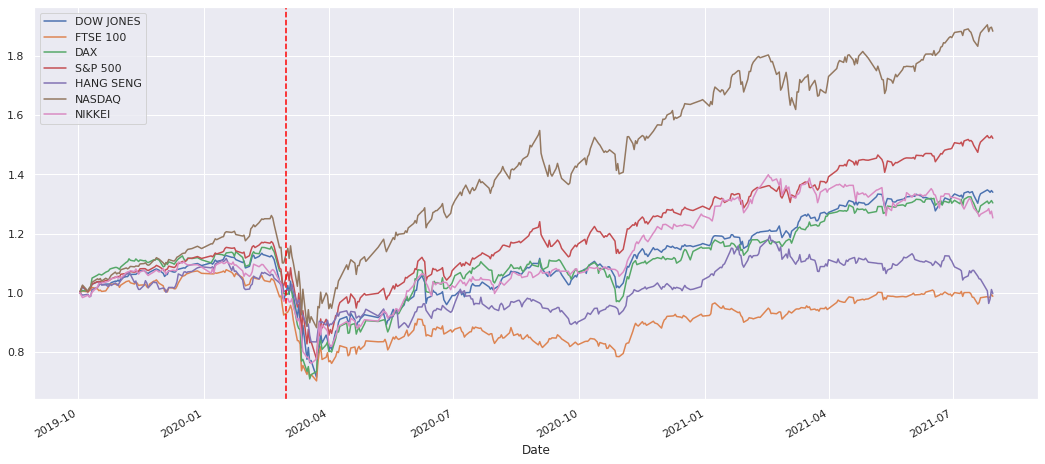 DOW JONES
FTSE 100
DAX
S&P 500
HANG SENG
NASDAQ
NIKKEI
1.8
1.6
1.4
1.2
1.0
0.8
2019-10
2020-01
2020-04
2020-07
2020-10
2021-01
2021-04
2021-07
Date